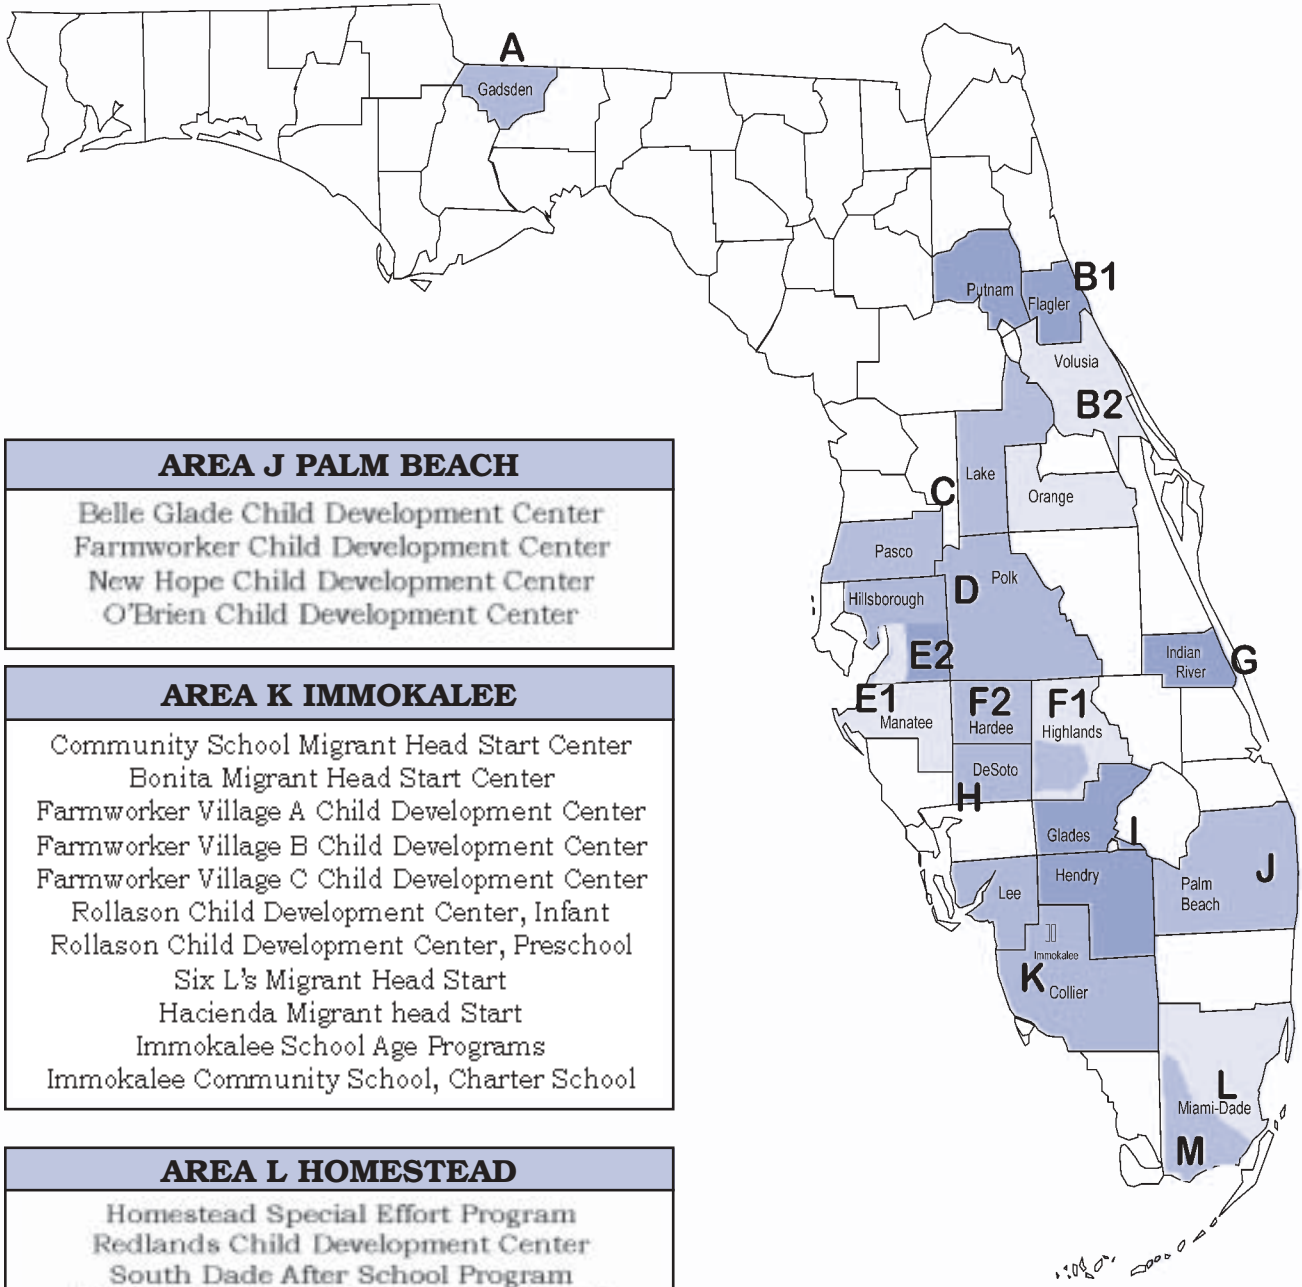 A
Gadsden
Putnam
B1
Flagler
Volusia
B2
Lake
C
Orange
Pasco
D
Polk
Hillsborough
E2
Indian
River
G
E1
Manatee
F2
Hardee
F1
Highlands
DeSoto
H
Glades
I
Hendry
Lee
Palm
Beach
J
Immokalee
K
Collier
L
Miami-Dade
M
AREA J PALM BEACH
Belle Glade Child Development Center
Farmworker Child Development Center
New Hope Child Development Center
O'Brien Child Development Center
AREA K IMMOKALEE
Community School Migrant Head Start Center
Bonita Migrant Head Start Center
Farmworker Village A Child Development Center
Farmworker Village B Child Development Center
Farmworker Village C Child Development Center
Rollason Child Development Center, Infant
Rollason Child Development Center, Preschool
Six L's Migrant Head Start
Hacienda Migrant head Start
Immokalee School Age Programs
Immokalee Community School, Charter School
AREA L HOMESTEAD
Homestead Special Effort Program
Redlands Child Development Center
South Dade After School Program